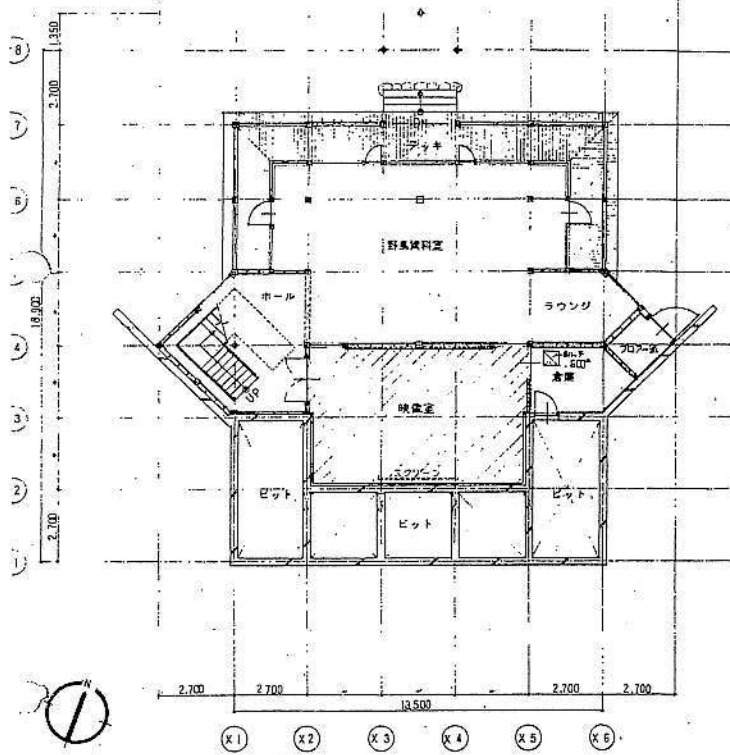 1,350
8
2,700
7
DN
デッキ
6
野鳥資料室
ホール
ラウンジ
18,900
4
ブロアー室
倉庫
UP
映像室
3
スクリーン
2
ピット
ピット
ピット
2,700
1
N
2,700
2,700
2,700
2,700
13,500
X1
X2
X3
X4
X5
X6